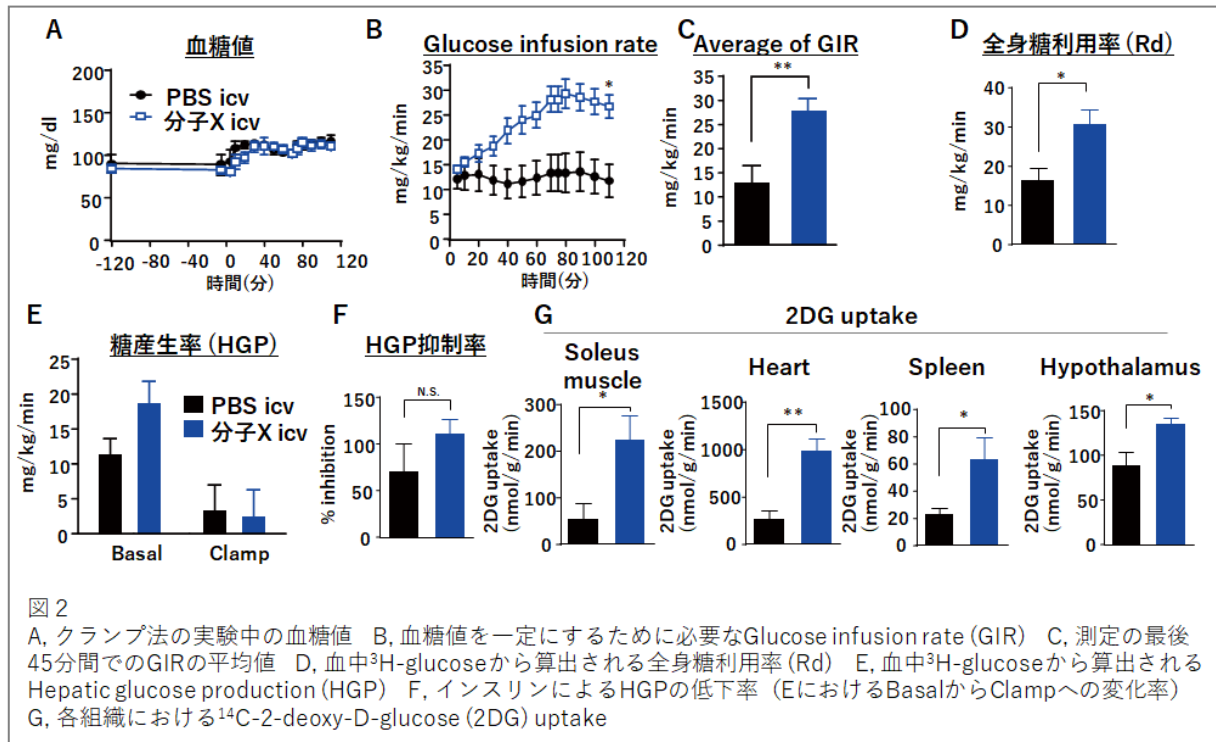 A
血糖値
mg/dl
200
150
100
50
0
-120
-80
-40
0
40
80
120
時間(分)
PBS icv
分子X icv
B
Glucose infusion rate
mg/kg/min
35
30
25
20
15
10
5
0
*
0
20
40
60
80
100
120
時間(分)
C
Average of GIR
mg/kg/min
35
30
25
20
15
10
5
0
**
D
全身糖利用率 (Rd)
mg/kg/min
40
30
20
10
0
*
E
糖産生率 (HGP)
mg/kg/min
25
20
15
10
5
0
PBS icv
分子X icv
Basal
Clamp
F
HGP抑制率
% inhibition
150
100
50
0
N.S.
G
2DG uptake
Soleus
muscle
2DG uptake
(nmol/g/min)
300
200
100
0
*
Heart
2DG uptake
(nmol/g/min)
1500
1000
500
0
**
Spleen
2DG uptake
(nmol/g/min)
100
80
60
40
20
0
*
Hypothalamus
2DG uptake
(nmol/g/min)
150
100
50
0
*
図2
A, クランプ法の実験中の血糖値 B, 血糖値を一定にするために必要なGlucose infusion rate (GIR) C, 測定の最後
45分間でのGIRの平均値 D, 血中³H-glucoseから算出される全身糖利用率 (Rd) E, 血中³H-glucoseから算出される
Hepatic glucose production (HGP) F, インスリンによるHGPの低下率（EにおけるBasalからClampへの変化率）
G, 各組織における¹⁴C-2-deoxy-D-glucose (2DG) uptake